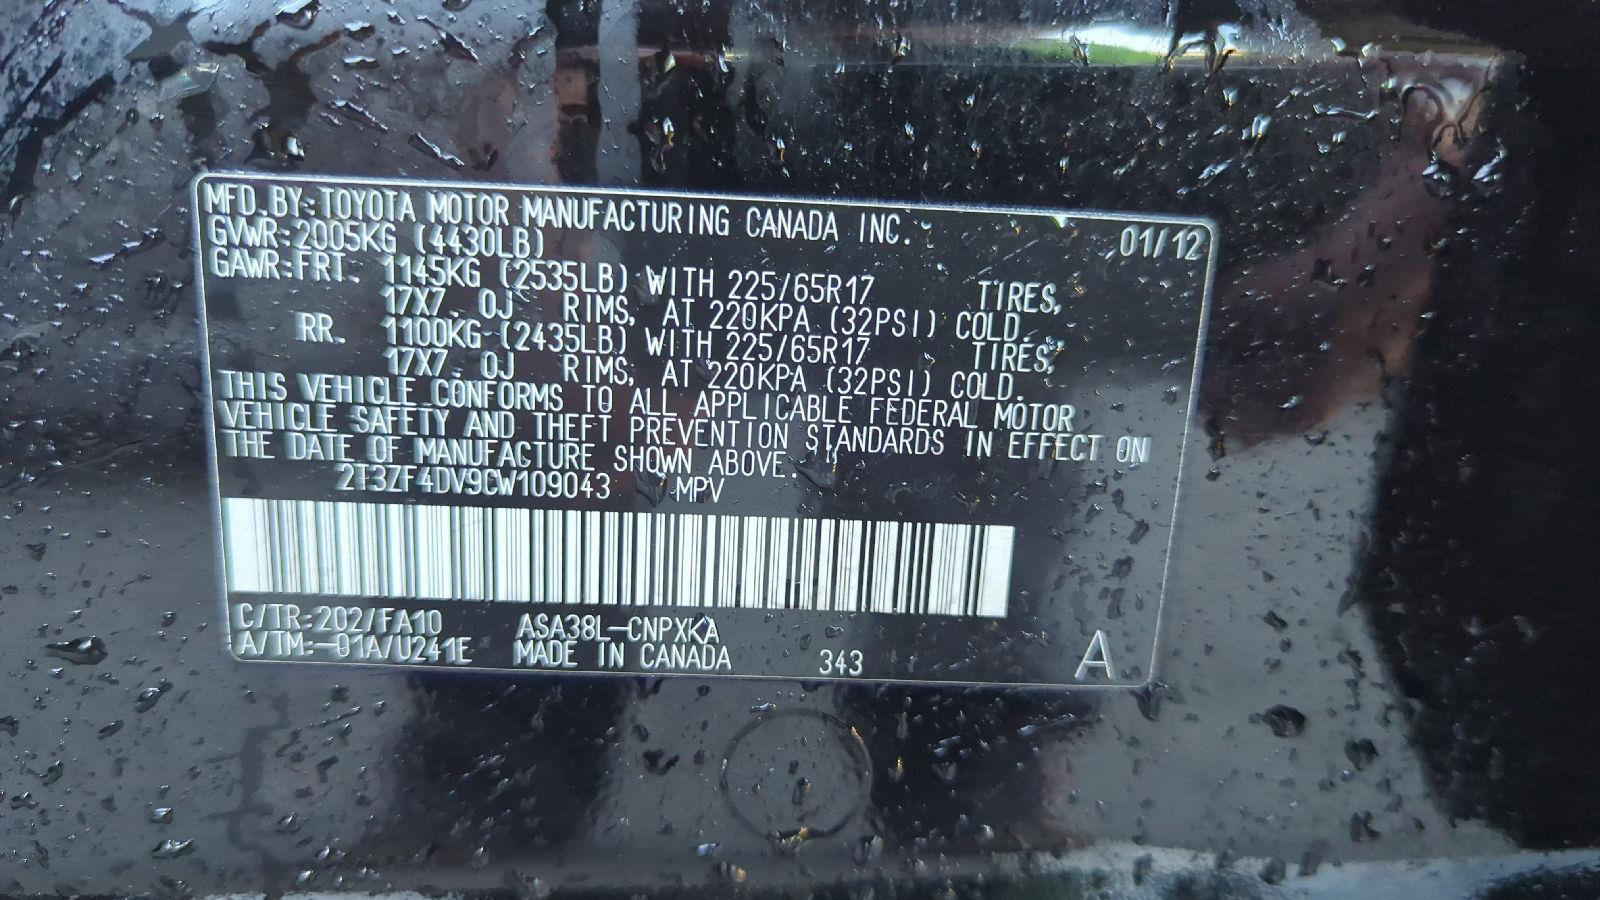 MFD.BY:TOYOTA MOTOR MANUFACTURING CANADA INC. 01/12
GVWR:2005KG (4430LB)
GAWR:FRT. 1145KG (2535LB) WITH 225/65R17 TIRES,
17X7. 0J RIMS, AT 220KPA (32PSI) COLD.
RR. 1100KG (2435LB) WITH 225/65R17 TIRES,
17X7. 0J RIMS, AT 220KPA (32PSI) COLD.
THIS VEHICLE CONFORMS TO ALL APPLICABLE FEDERAL MOTOR
VEHICLE SAFETY AND THEFT PREVENTION STANDARDS IN EFFECT ON
THE DATE OF MANUFACTURE SHOWN ABOVE.
2T3ZF4DV9CW109043 MPV
C/TR:202/FA10 ASA38L-CNPXKA
A/TM:-01A/U241E MADE IN CANADA 343 A